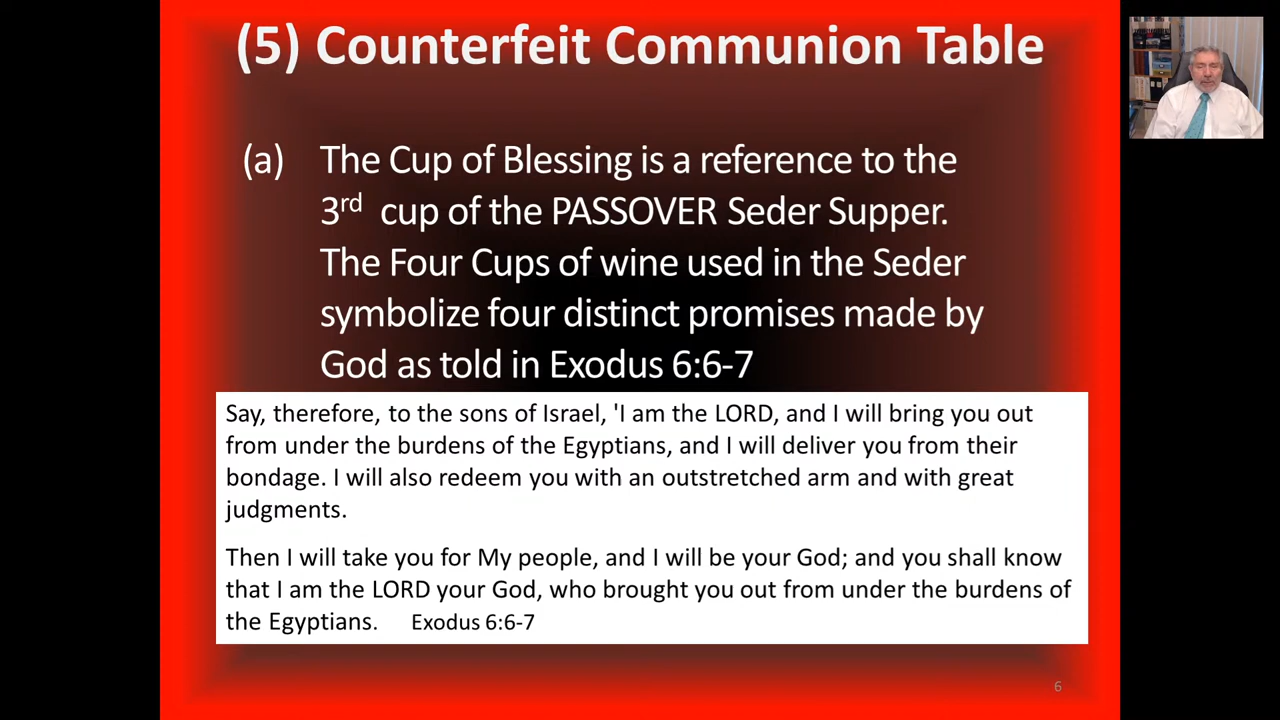 (5) Counterfeit Communion Table
(a) The Cup of Blessing is a reference to the
3rd cup of the PASSOVER Seder Supper.
The Four Cups of wine used in the Seder
symbolize four distinct promises made by
God as told in Exodus 6:6-7
Say, therefore, to the sons of Israel, 'I am the LORD, and I will bring you out
from under the burdens of the Egyptians, and I will deliver you from their
bondage. I will also redeem you with an outstretched arm and with great
judgments.
Then I will take you for My people, and I will be your God; and you shall know
that I am the LORD your God, who brought you out from under the burdens of
the Egyptians. Exodus 6:6-7
6